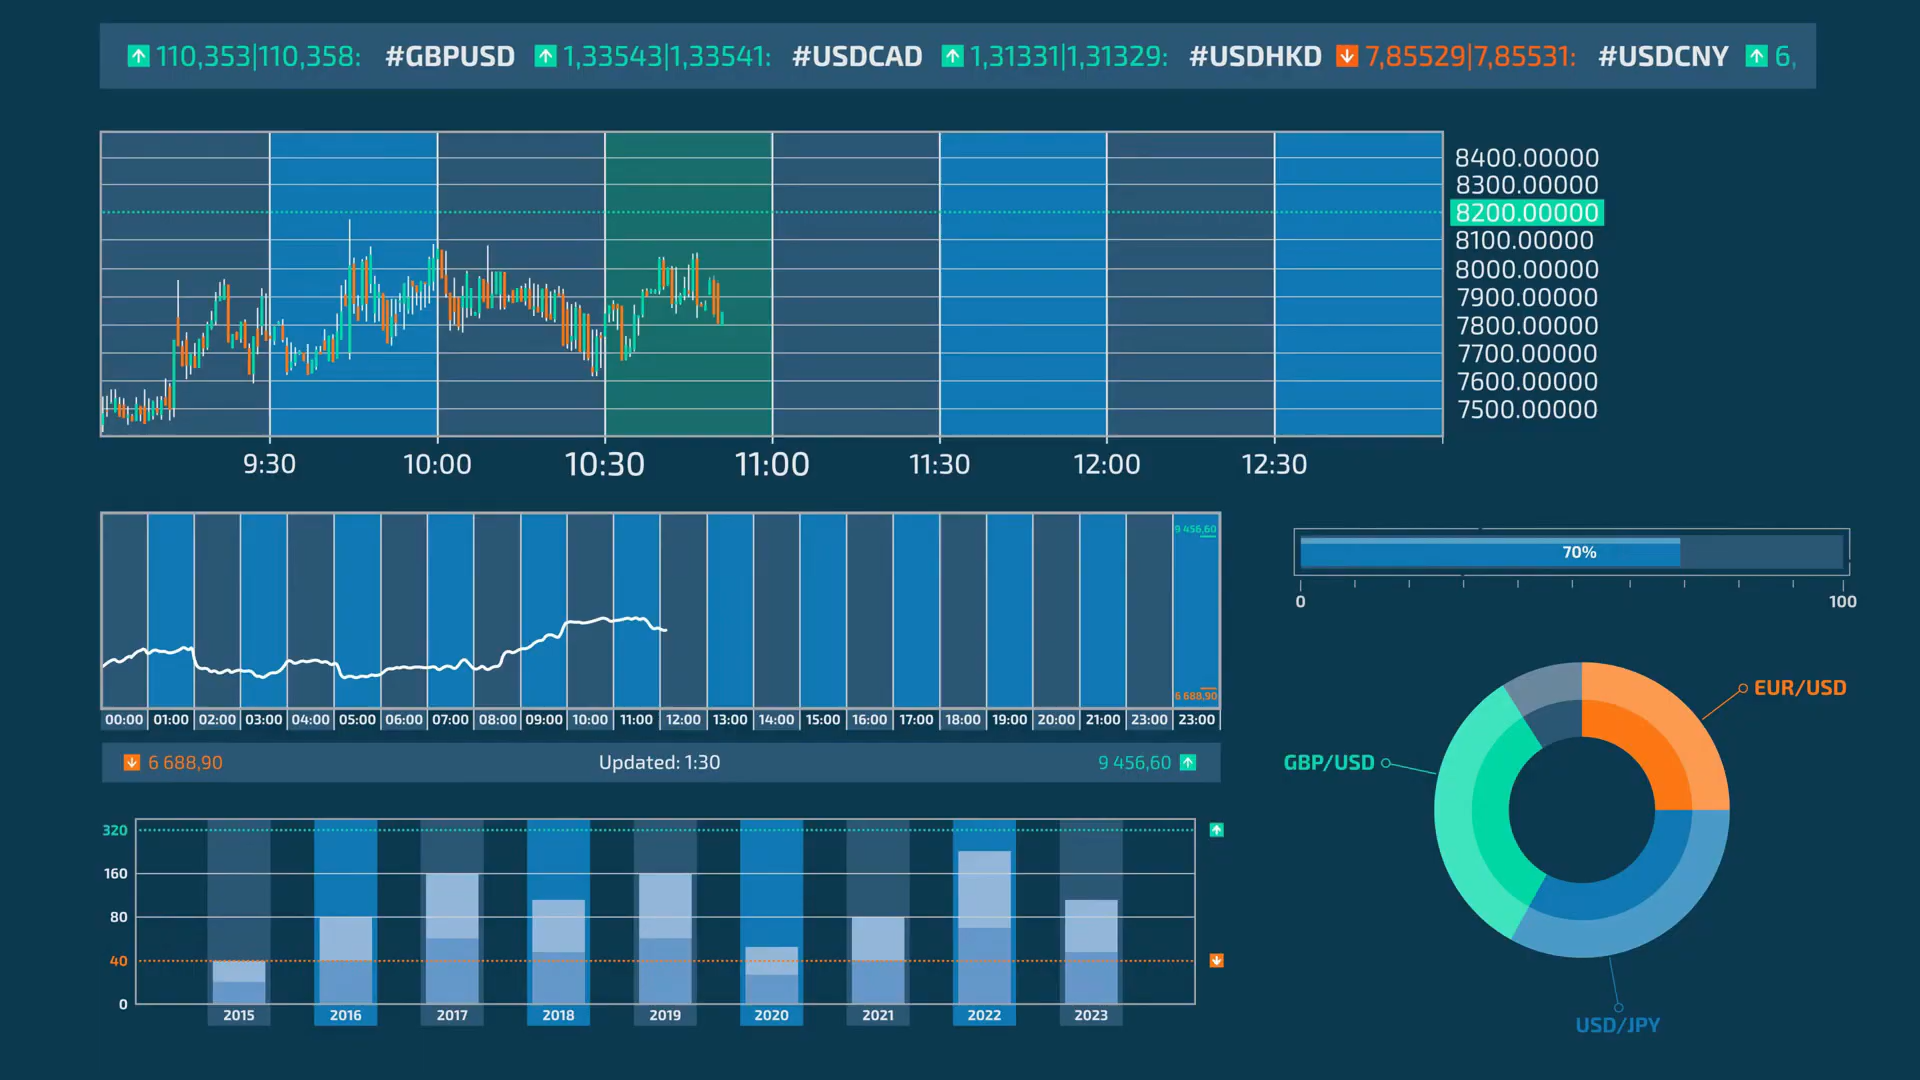 110,353|110,358: #GBPUSD 1,33543|1,33541: #USDCAD 1,31331|1,31329: #USDHKD 7,85529|7,85531: #USDCNY 6,
8400.00000
8300.00000
8200.00000
8100.00000
8000.00000
7900.00000
7800.00000
7700.00000
7600.00000
7500.00000
9:30 10:00 10:30 11:00 11:30 12:00 12:30
9 456,60
6 688,90
00:00 01:00 02:00 03:00 04:00 05:00 06:00 07:00 08:00 09:00 10:00 11:00 12:00 13:00 14:00 15:00 16:00 17:00 18:00 19:00 20:00 21:00 23:00 23:00
6 688,90 Updated: 1:30 9 456,60
70%
0 100
EUR/USD
GBP/USD
USD/JPY
320
160
80
40
0
2015 2016 2017 2018 2019 2020 2021 2022 2023